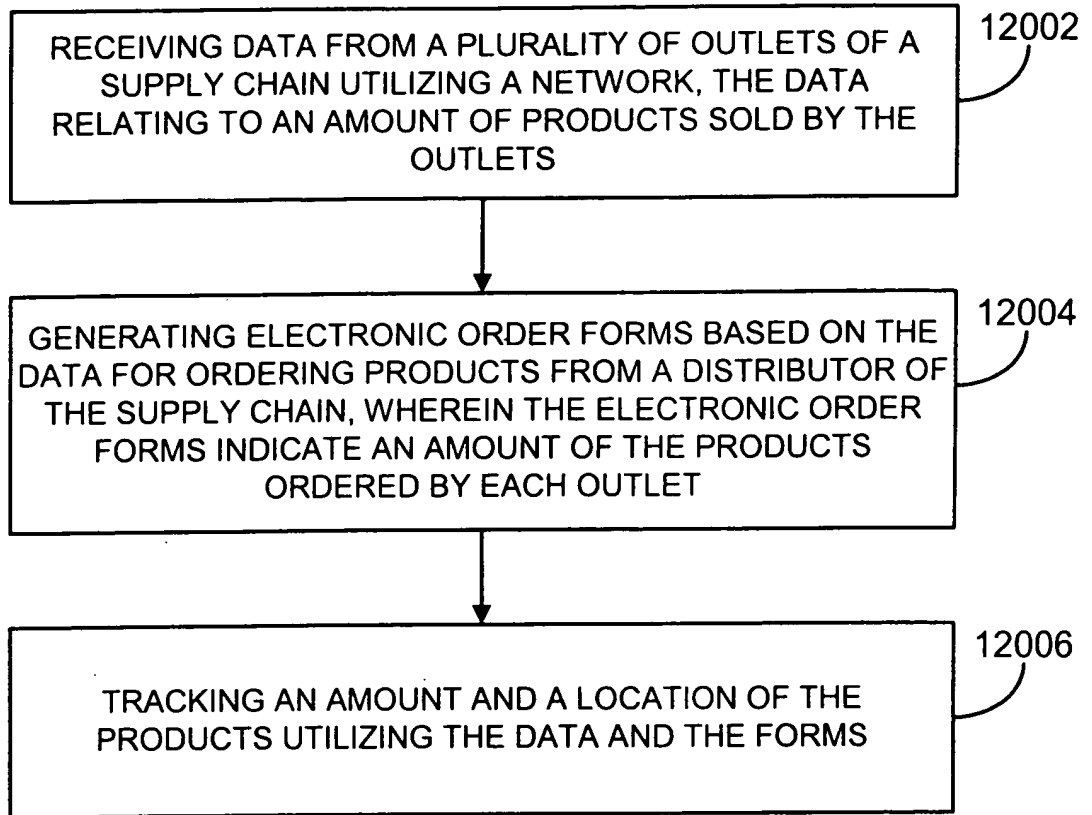 12002
RECEIVING DATA FROM A PLURALITY OF OUTLETS OF A
SUPPLY CHAIN UTILIZING A NETWORK, THE DATA
RELATING TO AN AMOUNT OF PRODUCTS SOLD BY THE
OUTLETS
12004
GENERATING ELECTRONIC ORDER FORMS BASED ON THE
DATA FOR ORDERING PRODUCTS FROM A DISTRIBUTOR OF
THE SUPPLY CHAIN, WHEREIN THE ELECTRONIC ORDER
FORMS INDICATE AN AMOUNT OF THE PRODUCTS
ORDERED BY EACH OUTLET
12006
TRACKING AN AMOUNT AND A LOCATION OF THE
PRODUCTS UTILIZING THE DATA AND THE FORMS